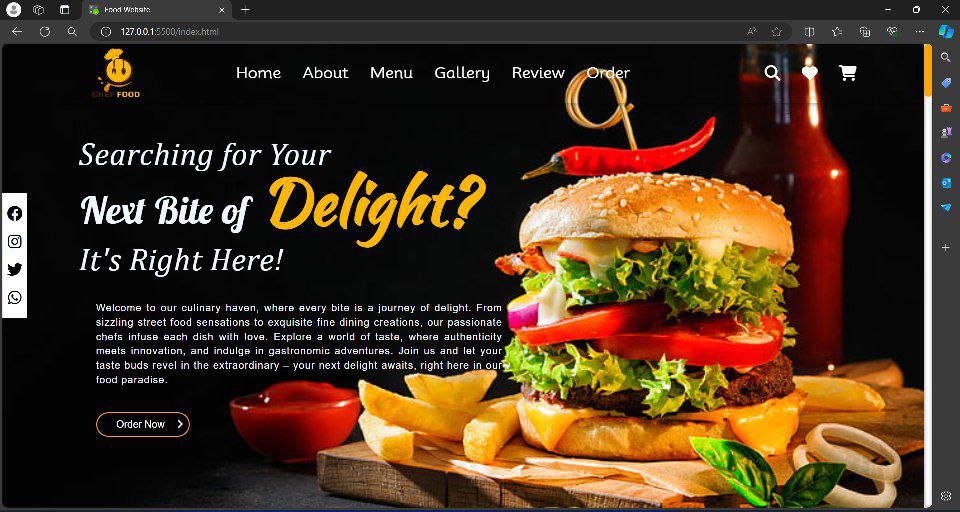 Food Website
127.0.0.1:5500/index.html
CHEF FOOD
Home About Menu Gallery Review Order
Searching for Your
Next Bite of Delight?
It's Right Here!
Welcome to our culinary haven, where every bite is a journey of delight. From
sizzling street food sensations to exquisite fine dining creations, our passionate
chefs infuse each dish with love. Explore a world of taste, where authenticity
meets innovation, and indulge in gastronomic adventures. Join us and let your
taste buds revel in the extraordinary – your next delight awaits, right here in our
food paradise.
Order Now